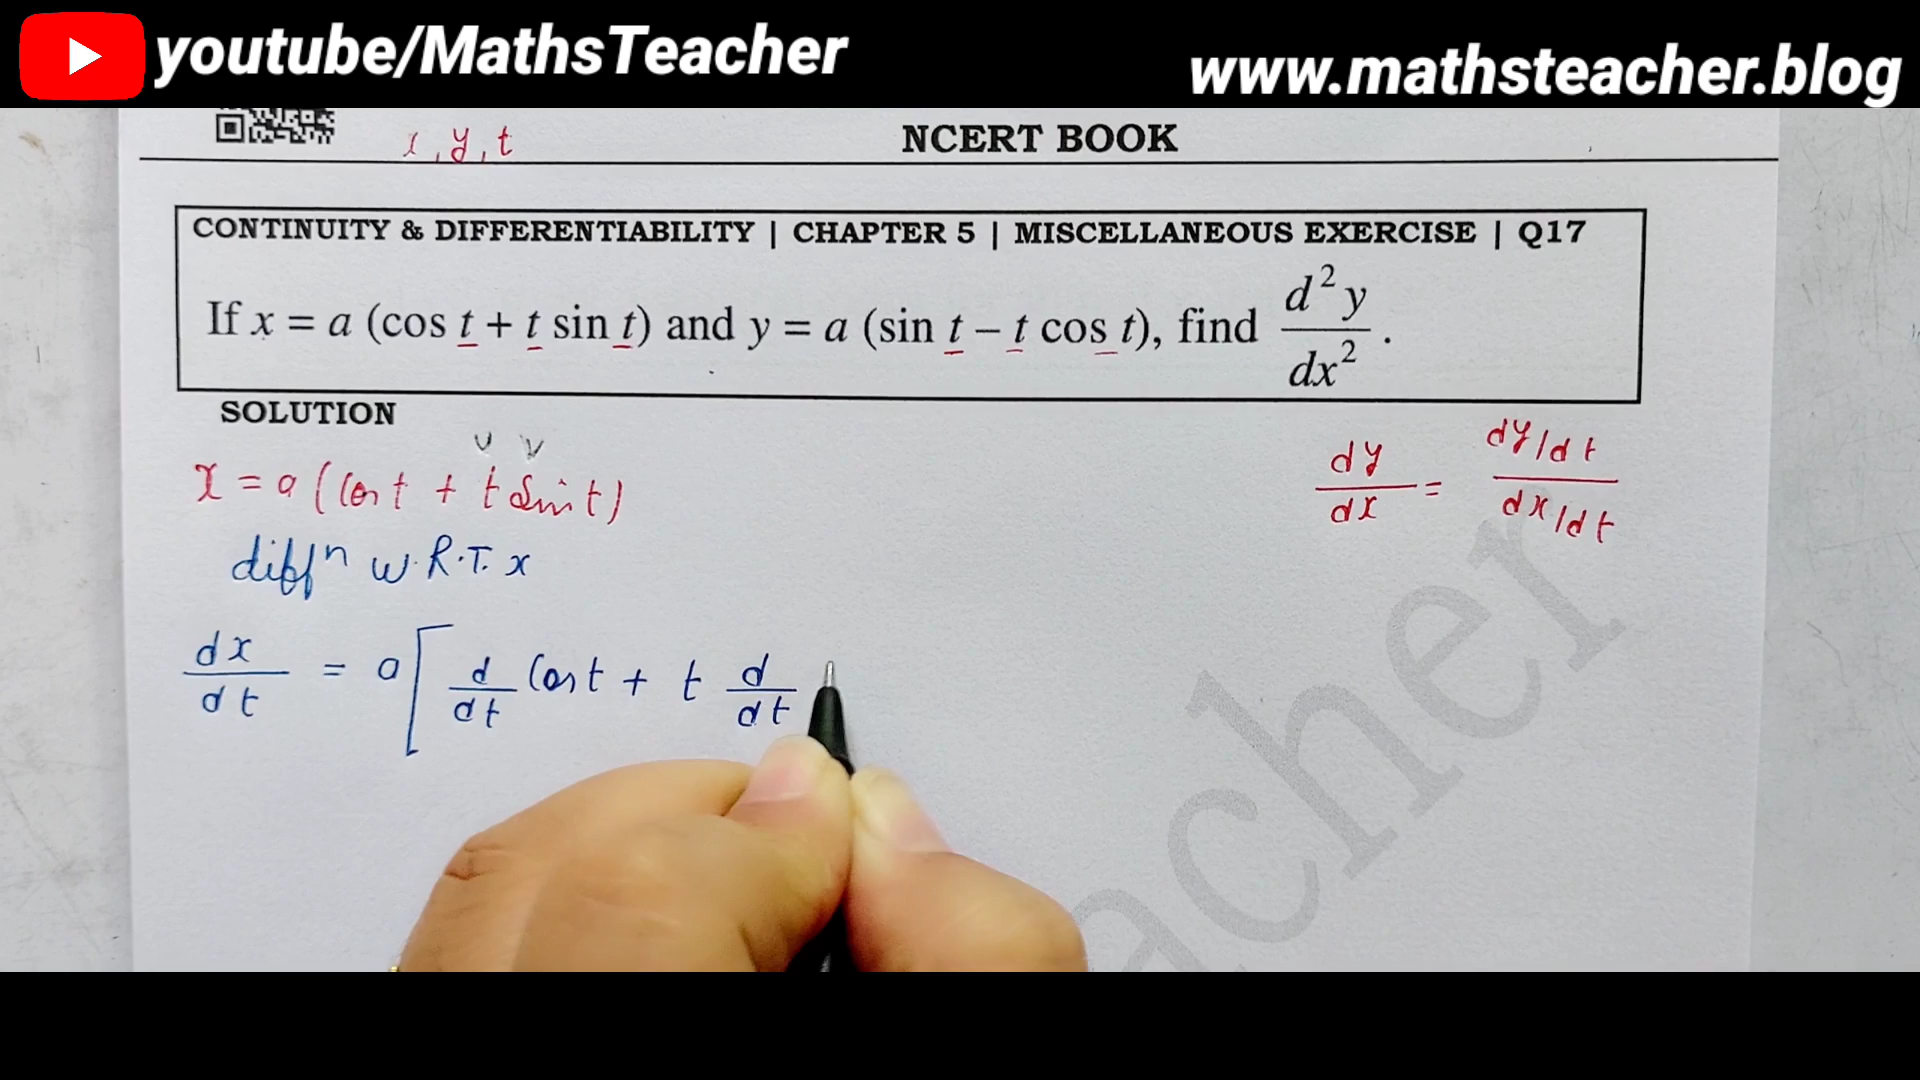 youtube/MathsTeacher
www.mathsteacher.blog
x, y, t
NCERT BOOK
CONTINUITY & DIFFERENTIABILITY | CHAPTER 5 | MISCELLANEOUS EXERCISE | Q17
If x = a (cos t + t sin t) and y = a (sin t – t cos t), find d²y/dx².
SOLUTION
x = a (Cos t + t Sin t)
U V
dy/dx = (dy/dt)/(dx/dt)
diffⁿ W.R.T. x
dx/dt = a [ d/dt Cos t + t d/dt
acher